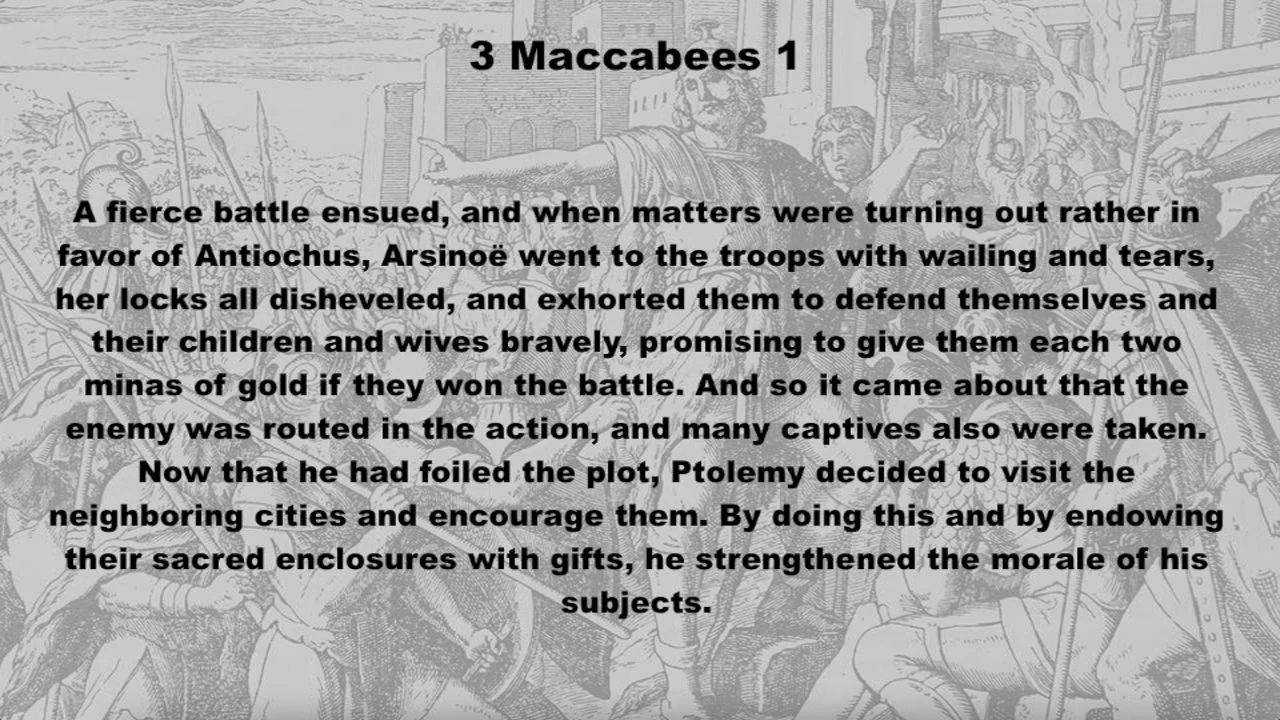 3 Maccabees 1
A fierce battle ensued, and when matters were turning out rather in
favor of Antiochus, Arsinoë went to the troops with wailing and tears,
her locks all disheveled, and exhorted them to defend themselves and
their children and wives bravely, promising to give them each two
minas of gold if they won the battle. And so it came about that the
enemy was routed in the action, and many captives also were taken.
Now that he had foiled the plot, Ptolemy decided to visit the
neighboring cities and encourage them. By doing this and by endowing
their sacred enclosures with gifts, he strengthened the morale of his
subjects.